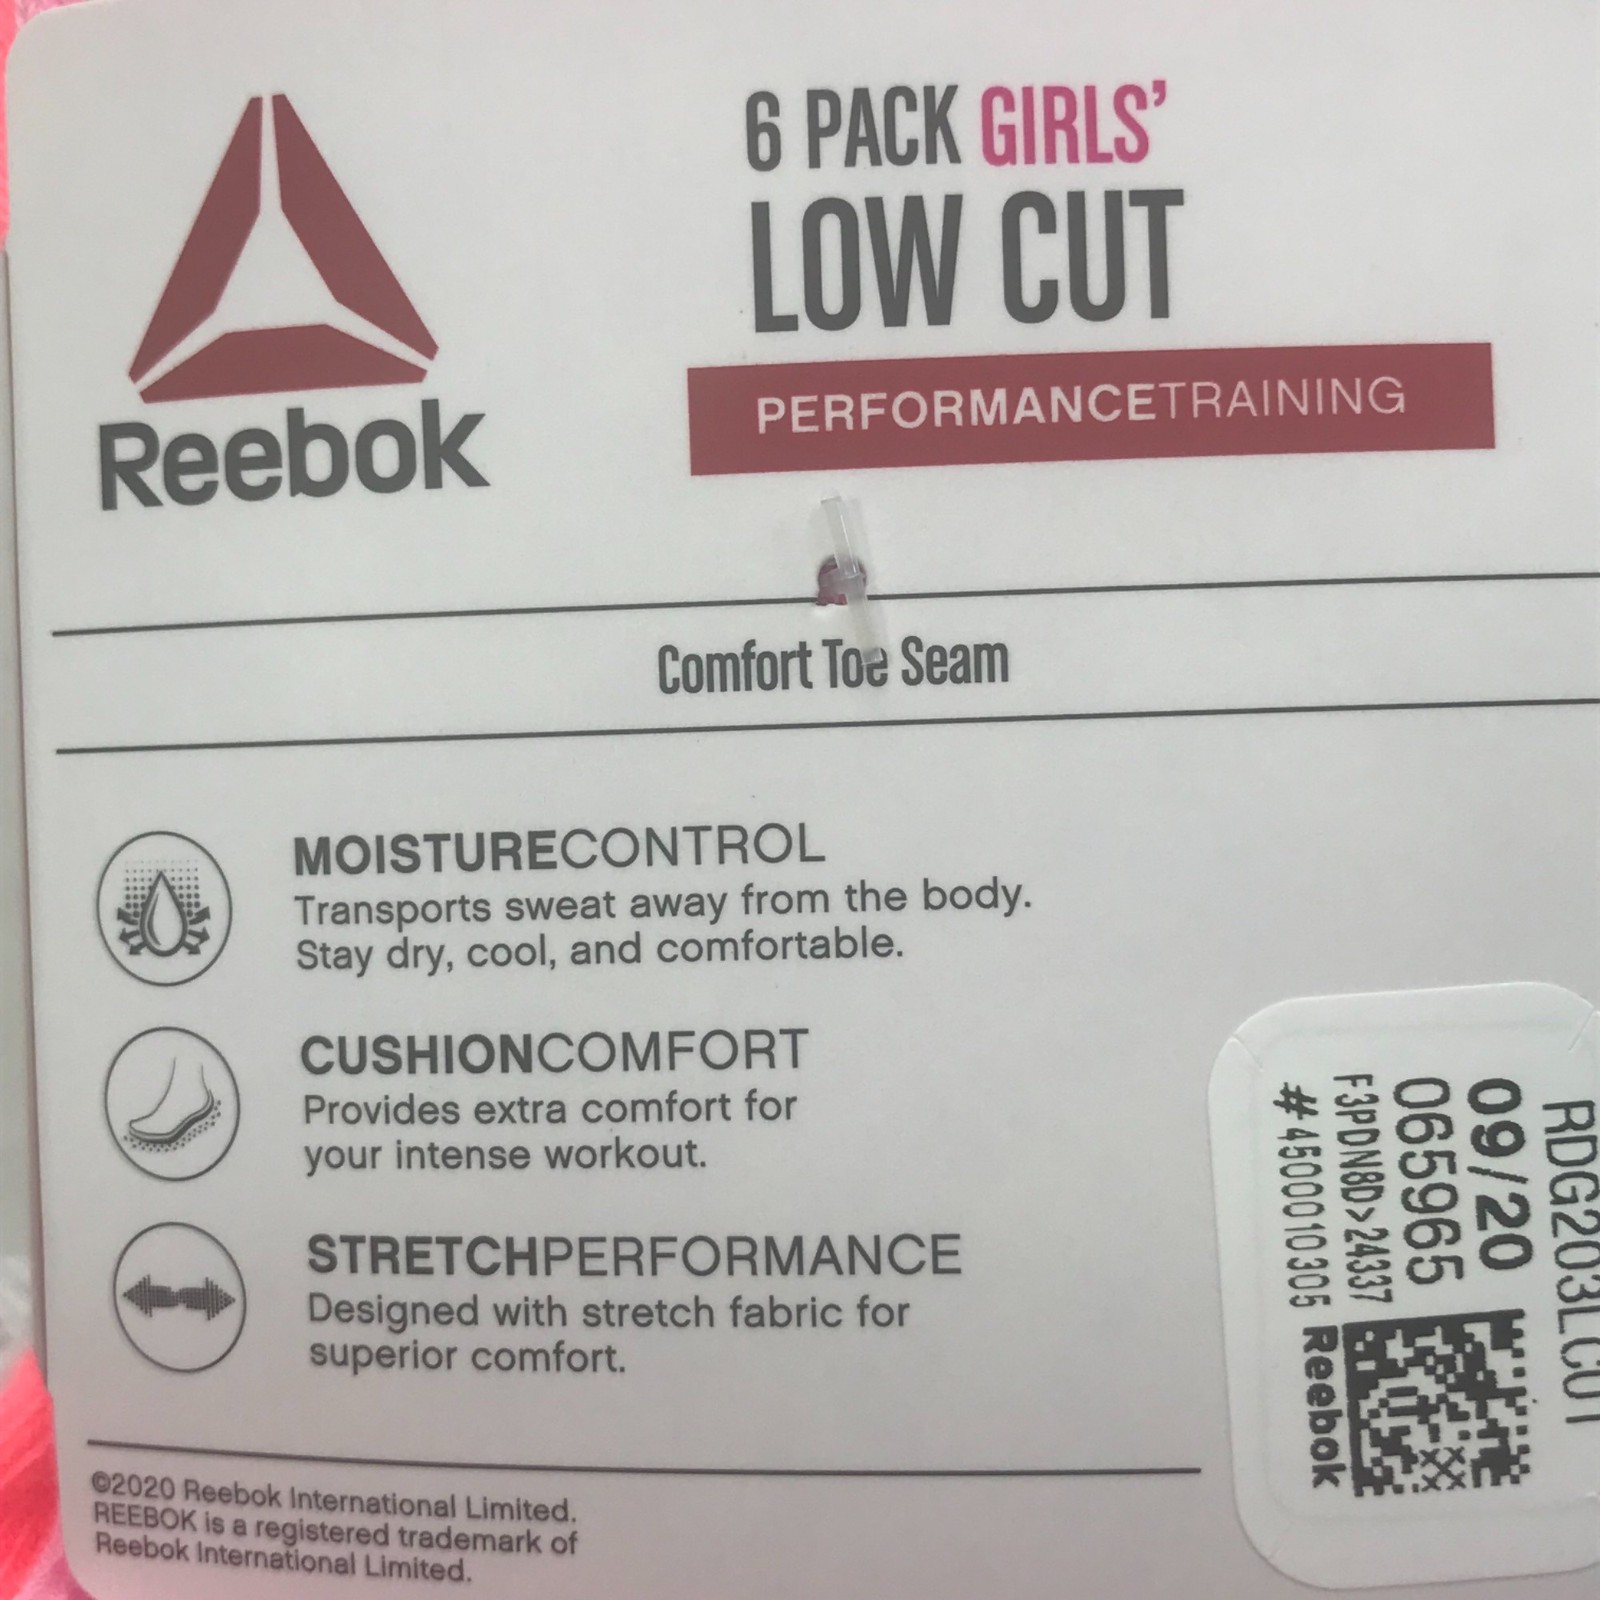 Reebok
6 PACK GIRLS'
LOW CUT
PERFORMANCETRAINING
Comfort Toe Seam
MOISTURECONTROL
Transports sweat away from the body.
Stay dry, cool, and comfortable.
CUSHIONCOMFORT
Provides extra comfort for
your intense workout.
STRETCHPERFORMANCE
Designed with stretch fabric for
superior comfort.
©2020 Reebok International Limited.
REEBOK is a registered trademark of
Reebok International Limited.
09/20
065965
F3PDN8D>24337
#4500010305 Reebok